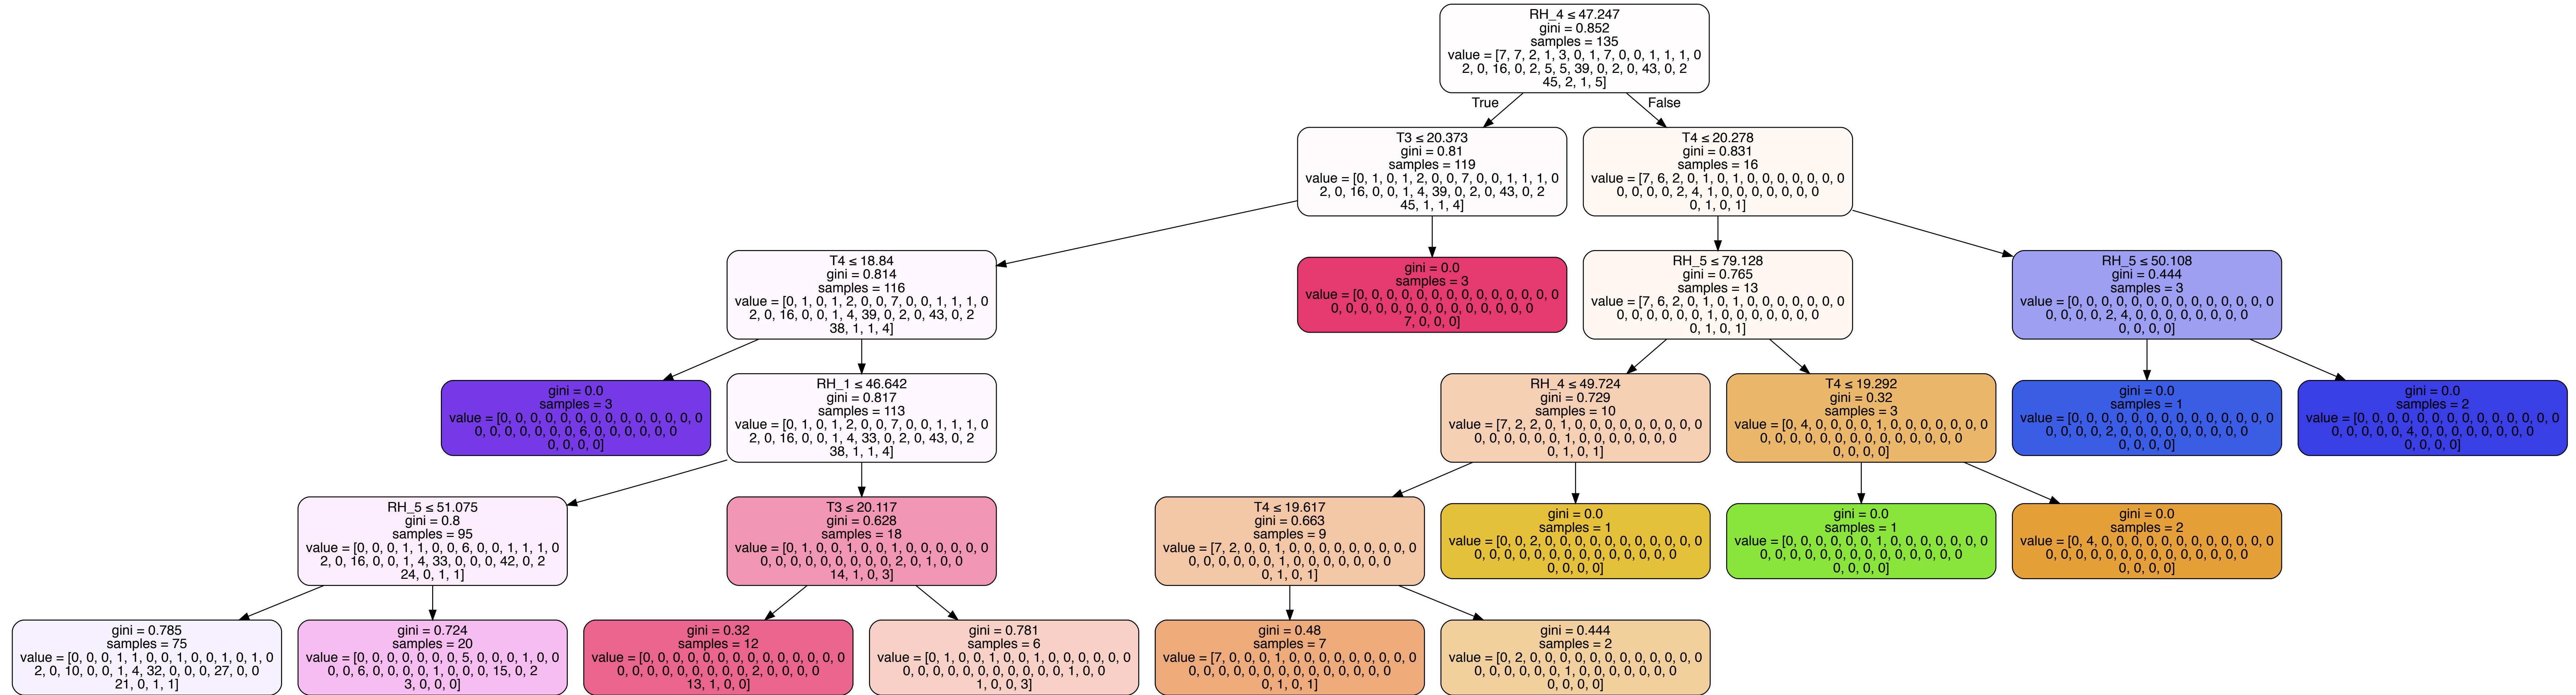 RH_4 ≤ 47.247
gini = 0.852
samples = 135
value = [7, 7, 2, 1, 3, 0, 1, 7, 0, 0, 1, 1, 1, 0
2, 0, 16, 0, 2, 5, 5, 39, 0, 2, 0, 43, 0, 2
45, 2, 1, 5]
True
False
T3 ≤ 20.373
gini = 0.81
samples = 119
value = [0, 1, 0, 1, 2, 0, 0, 7, 0, 0, 1, 1, 1, 0
2, 0, 16, 0, 0, 1, 4, 39, 0, 2, 0, 43, 0, 2
45, 1, 1, 4]
T4 ≤ 20.278
gini = 0.831
samples = 16
value = [7, 6, 2, 0, 1, 0, 1, 0, 0, 0, 0, 0, 0, 0
0, 0, 0, 0, 2, 4, 1, 0, 0, 0, 0, 0, 0, 0
0, 1, 0, 1]
T4 ≤ 18.84
gini = 0.814
samples = 116
value = [0, 1, 0, 1, 2, 0, 0, 7, 0, 0, 1, 1, 1, 0
2, 0, 16, 0, 0, 1, 4, 39, 0, 2, 0, 43, 0, 2
38, 1, 1, 4]
gini = 0.0
samples = 3
value = [0, 0, 0, 0, 0, 0, 0, 0, 0, 0, 0, 0, 0, 0
0, 0, 0, 0, 0, 0, 0, 0, 0, 0, 0, 0, 0, 0
7, 0, 0, 0]
RH_5 ≤ 79.128
gini = 0.765
samples = 13
value = [7, 6, 2, 0, 1, 0, 1, 0, 0, 0, 0, 0, 0, 0
0, 0, 0, 0, 0, 0, 1, 0, 0, 0, 0, 0, 0, 0
0, 1, 0, 1]
RH_5 ≤ 50.108
gini = 0.444
samples = 3
value = [0, 0, 0, 0, 0, 0, 0, 0, 0, 0, 0, 0, 0, 0
0, 0, 0, 0, 2, 4, 0, 0, 0, 0, 0, 0, 0, 0
0, 0, 0, 0]
gini = 0.0
samples = 3
value = [0, 0, 0, 0, 0, 0, 0, 0, 0, 0, 0, 0, 0, 0
0, 0, 0, 0, 0, 0, 0, 6, 0, 0, 0, 0, 0, 0
0, 0, 0, 0]
RH_1 ≤ 46.642
gini = 0.817
samples = 113
value = [0, 1, 0, 1, 2, 0, 0, 7, 0, 0, 1, 1, 1, 0
2, 0, 16, 0, 0, 1, 4, 33, 0, 2, 0, 43, 0, 2
38, 1, 1, 4]
RH_4 ≤ 49.724
gini = 0.729
samples = 10
value = [7, 2, 2, 0, 1, 0, 0, 0, 0, 0, 0, 0, 0, 0
0, 0, 0, 0, 0, 0, 1, 0, 0, 0, 0, 0, 0, 0
0, 1, 0, 1]
T4 ≤ 19.292
gini = 0.32
samples = 3
value = [0, 4, 0, 0, 0, 0, 1, 0, 0, 0, 0, 0, 0, 0
0, 0, 0, 0, 0, 0, 0, 0, 0, 0, 0, 0, 0, 0
0, 0, 0, 0]
gini = 0.0
samples = 1
value = [0, 0, 0, 0, 0, 0, 0, 0, 0, 0, 0, 0, 0, 0
0, 0, 0, 0, 2, 0, 0, 0, 0, 0, 0, 0, 0, 0
0, 0, 0, 0]
gini = 0.0
samples = 2
value = [0, 0, 0, 0, 0, 0, 0, 0, 0, 0, 0, 0, 0, 0
0, 0, 0, 0, 0, 4, 0, 0, 0, 0, 0, 0, 0, 0
0, 0, 0, 0]
RH_5 ≤ 51.075
gini = 0.8
samples = 95
value = [0, 0, 0, 1, 1, 0, 0, 6, 0, 0, 1, 1, 1, 0
2, 0, 16, 0, 0, 1, 4, 33, 0, 0, 0, 42, 0, 2
24, 0, 1, 1]
T3 ≤ 20.117
gini = 0.628
samples = 18
value = [0, 1, 0, 0, 1, 0, 0, 1, 0, 0, 0, 0, 0, 0
0, 0, 0, 0, 0, 0, 0, 0, 0, 2, 0, 1, 0, 0
14, 1, 0, 3]
T4 ≤ 19.617
gini = 0.663
samples = 9
value = [7, 2, 0, 0, 1, 0, 0, 0, 0, 0, 0, 0, 0, 0
0, 0, 0, 0, 0, 0, 1, 0, 0, 0, 0, 0, 0, 0
0, 1, 0, 1]
gini = 0.0
samples = 1
value = [0, 0, 2, 0, 0, 0, 0, 0, 0, 0, 0, 0, 0, 0
0, 0, 0, 0, 0, 0, 0, 0, 0, 0, 0, 0, 0, 0
0, 0, 0, 0]
gini = 0.0
samples = 1
value = [0, 0, 0, 0, 0, 0, 1, 0, 0, 0, 0, 0, 0, 0
0, 0, 0, 0, 0, 0, 0, 0, 0, 0, 0, 0, 0, 0
0, 0, 0, 0]
gini = 0.0
samples = 2
value = [0, 4, 0, 0, 0, 0, 0, 0, 0, 0, 0, 0, 0, 0
0, 0, 0, 0, 0, 0, 0, 0, 0, 0, 0, 0, 0, 0
0, 0, 0, 0]
gini = 0.785
samples = 75
value = [0, 0, 0, 1, 1, 0, 0, 1, 0, 0, 1, 0, 1, 0
2, 0, 10, 0, 0, 1, 4, 32, 0, 0, 0, 27, 0, 0
21, 0, 1, 1]
gini = 0.724
samples = 20
value = [0, 0, 0, 0, 0, 0, 0, 5, 0, 0, 0, 1, 0, 0
0, 0, 6, 0, 0, 0, 0, 1, 0, 0, 0, 15, 0, 2
3, 0, 0, 0]
gini = 0.32
samples = 12
value = [0, 0, 0, 0, 0, 0, 0, 0, 0, 0, 0, 0, 0, 0
0, 0, 0, 0, 0, 0, 0, 0, 0, 2, 0, 0, 0, 0
13, 1, 0, 0]
gini = 0.781
samples = 6
value = [0, 1, 0, 0, 1, 0, 0, 1, 0, 0, 0, 0, 0, 0
0, 0, 0, 0, 0, 0, 0, 0, 0, 0, 0, 1, 0, 0
1, 0, 0, 3]
gini = 0.48
samples = 7
value = [7, 0, 0, 0, 1, 0, 0, 0, 0, 0, 0, 0, 0, 0
0, 0, 0, 0, 0, 0, 0, 0, 0, 0, 0, 0, 0, 0
0, 1, 0, 1]
gini = 0.444
samples = 2
value = [0, 2, 0, 0, 0, 0, 0, 0, 0, 0, 0, 0, 0, 0
0, 0, 0, 0, 0, 0, 1, 0, 0, 0, 0, 0, 0, 0
0, 0, 0, 0]